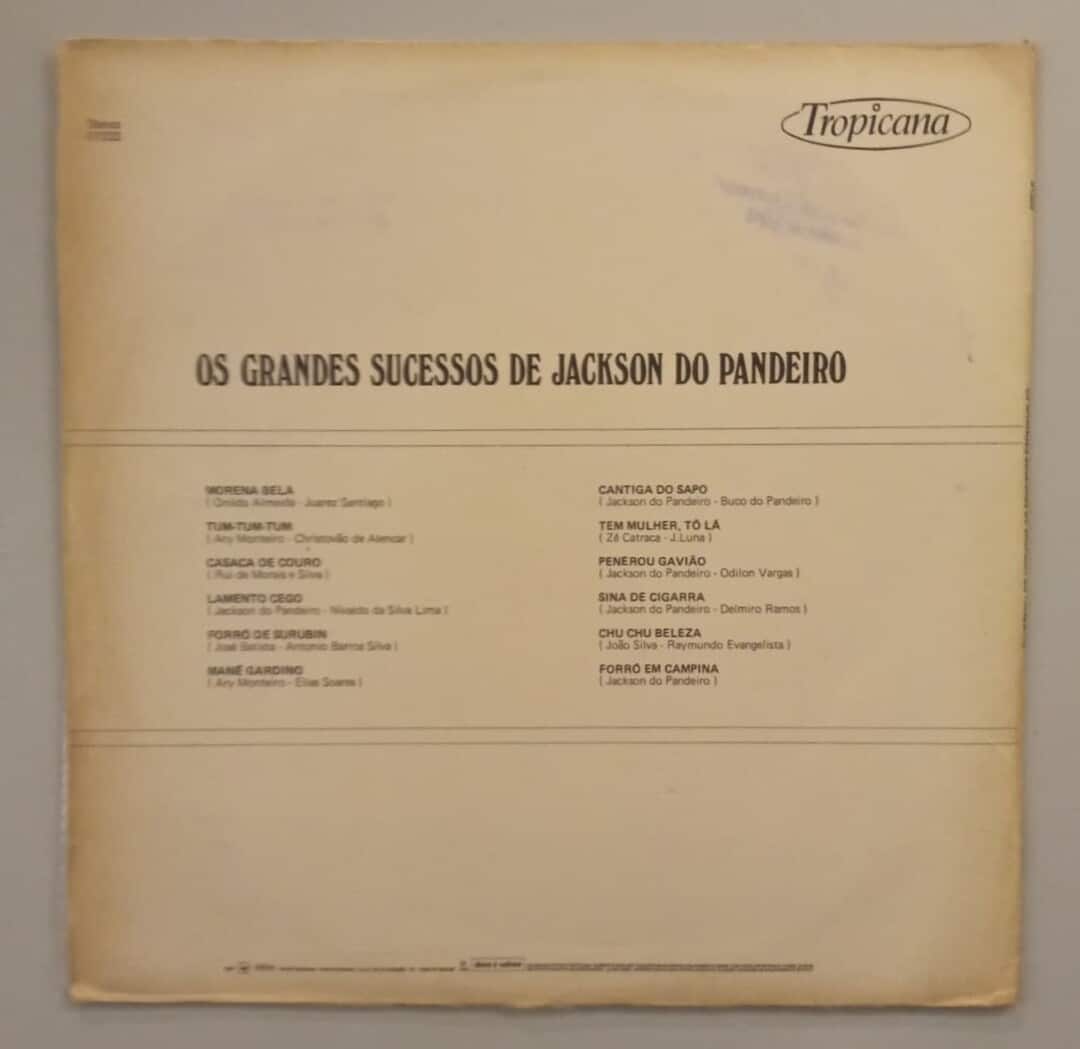 Stereo
Tropicana
OS GRANDES SUCESSOS DE JACKSON DO PANDEIRO
MORENA BELA
( Onildo Almeida - Juarez Santiago )
TUM-TUM-TUM
( Ary Monteiro - Christovão de Alencar )
CASACA DE COURO
( Rui de Morais e Silva )
LAMENTO CEGO
( Jackson do Pandeiro - Nivaldo da Silva Lima )
FORRÓ DE SURUBIN
( José Batista - Antonio Barros Silva )
MANÉ GARDINO
( Ary Monteiro - Elias Soares )
CANTIGA DO SAPO
( Jackson do Pandeiro - Buco do Pandeiro )
TEM MULHER, TÔ LÁ
( Zé Catraca - J.Luna )
PENEROU GAVIÃO
( Jackson do Pandeiro - Odilon Vargas )
SINA DE CIGARRA
( Jackson do Pandeiro - Delmiro Ramos )
CHU CHU BELEZA
( João Silva - Raymundo Evangelista )
FORRÓ EM CAMPINA
( Jackson do Pandeiro )